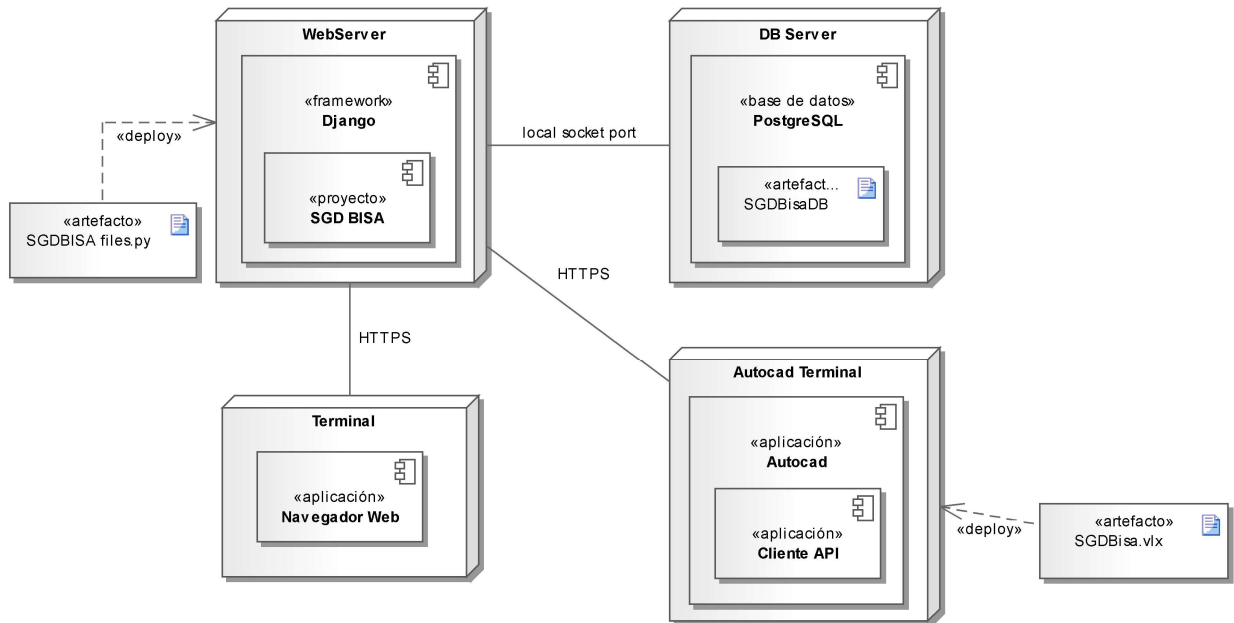 WebServer
«framework»
Django
«proyecto»
SGD BISA
«deploy»
«artefacto»
SGDBISA files.py
local socket port
DB Server
«base de datos»
PostgreSQL
«artefact...
SGDBisaDB
HTTPS
HTTPS
Terminal
«aplicación»
Navegador Web
Autocad Terminal
«aplicación»
Autocad
«aplicación»
Cliente API
«deploy»
«artefacto»
SGDBisa.vlx